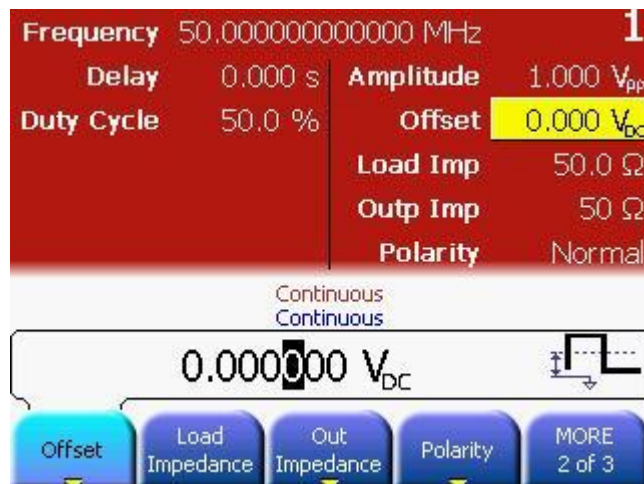 Frequency 50.000000000000 MHz 1
Delay 0.000 s Amplitude 1.000 Vpp
Duty Cycle 50.0 % Offset 0.000 VDC
Load Imp 50.0 Ω
Outp Imp 50 Ω
Polarity Normal
Continuous
Continuous
0.000000 VDC
Offset
Load Impedance
Out Impedance
Polarity
MORE 2 of 3